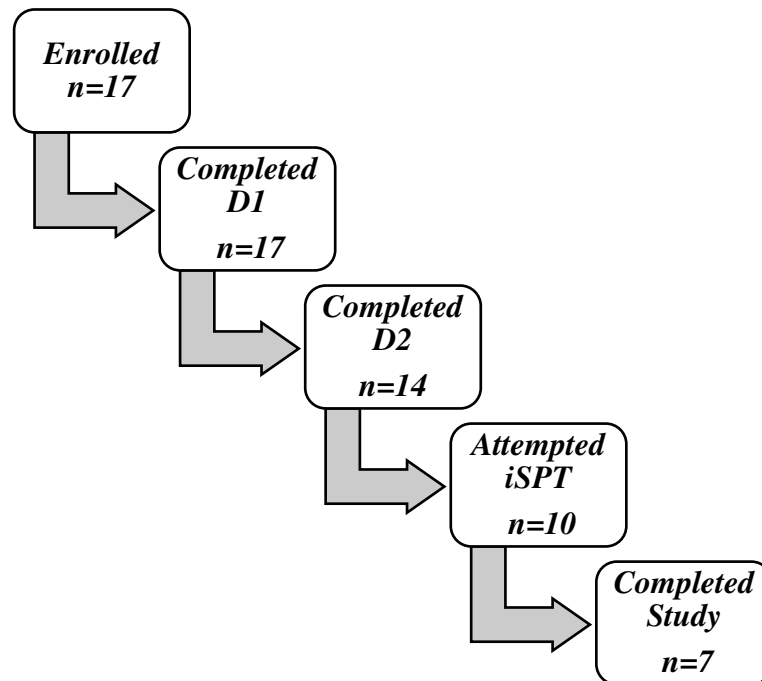 Enrolled
n=17
Completed
D1
n=17
Completed
D2
n=14
Attempted
iSPT
n=10
Completed
Study
n=7